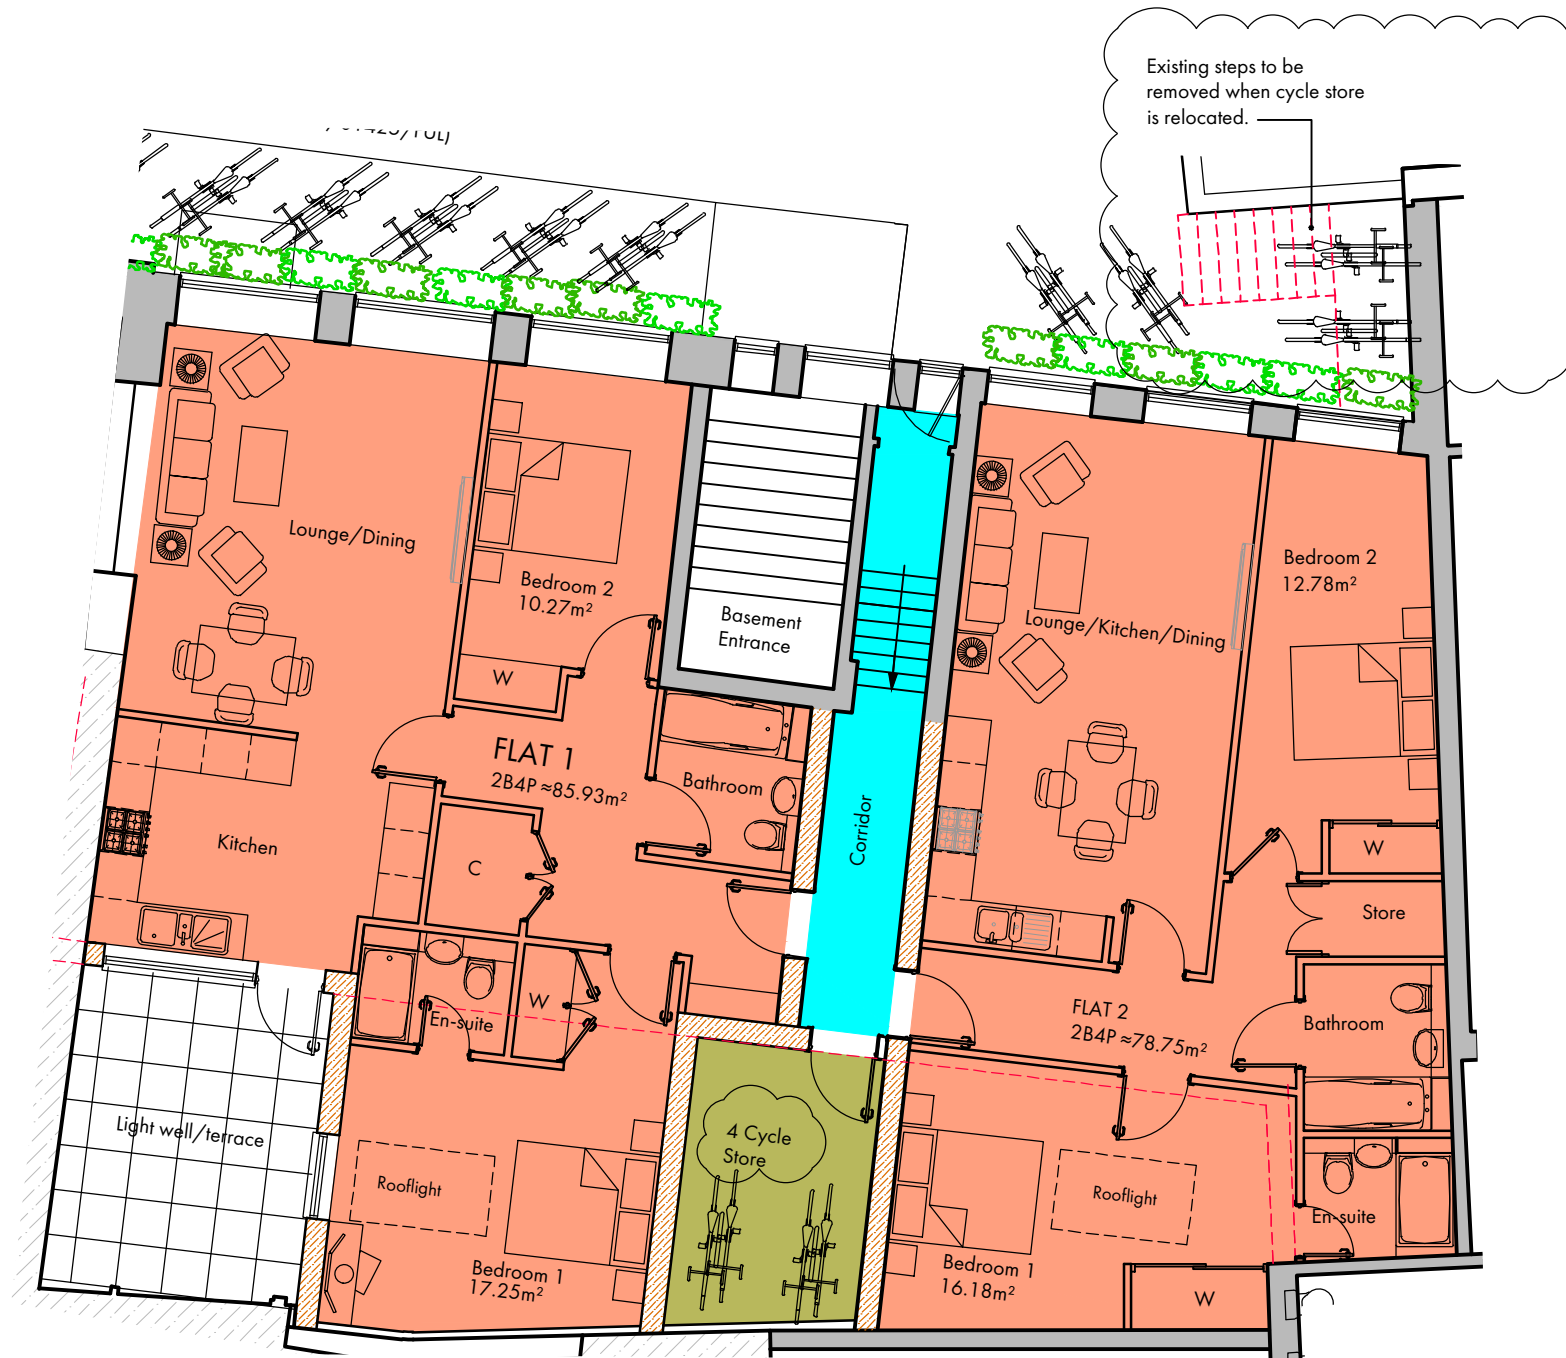 Existing steps to be
removed when cycle store
is relocated.
Lounge/Dining
Bedroom 2
10.27m²
W
Basement
Entrance
Lounge/Kitchen/Dining
Bedroom 2
12.78m²
FLAT 1
2B4P ≈85.93m²
Bathroom
Corridor
Kitchen
C
W
Store
En-suite
W
FLAT 2
2B4P ≈78.75m²
Bathroom
Light well/terrace
Rooflight
4 Cycle
Store
Rooflight
En-suite
Bedroom 1
17.25m²
Bedroom 1
16.18m²
W